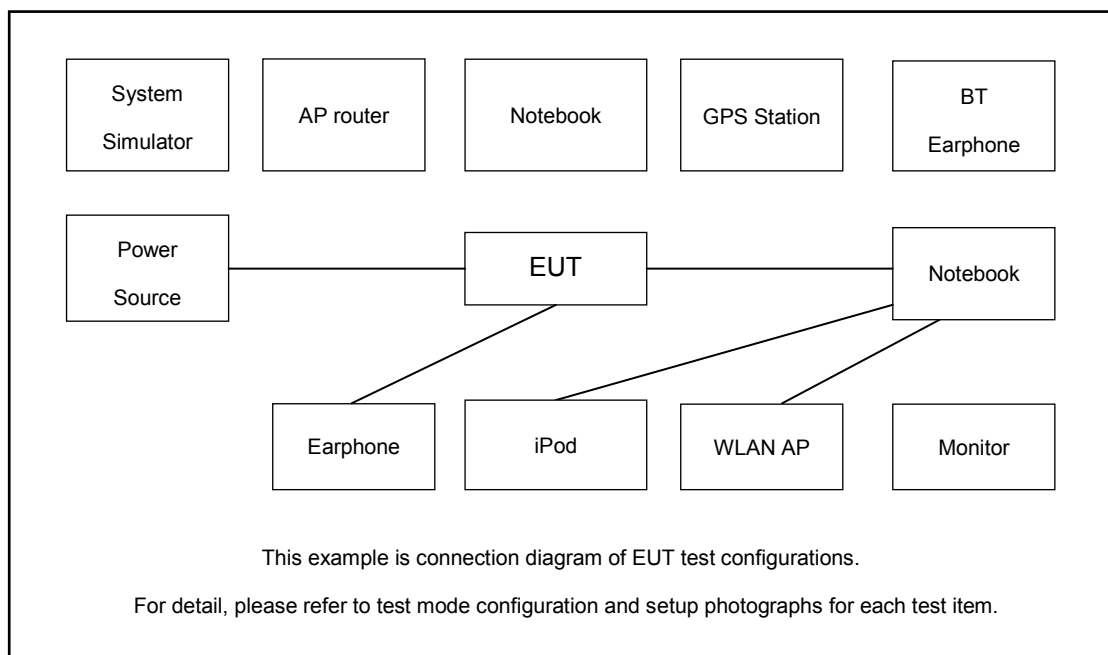 System
Simulator
AP router
Notebook
GPS Station
BT
Earphone
Power
Source
EUT
Notebook
Earphone
iPod
WLAN AP
Monitor
This example is connection diagram of EUT test configurations.
For detail, please refer to test mode configuration and setup photographs for each test item.